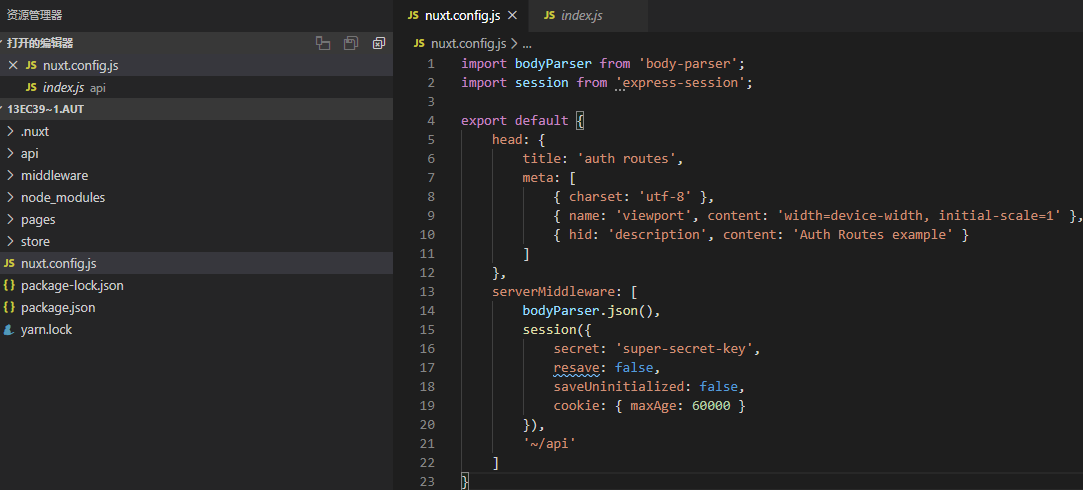 资源管理器
打开的编辑器
JS nuxt.config.js
JS index.js api
13EC39~1.AUT
.nuxt
api
middleware
node_modules
pages
store
JS nuxt.config.js
{} package-lock.json
{} package.json
yarn.lock
JS nuxt.config.js
JS index.js
JS nuxt.config.js > ...
1 import bodyParser from 'body-parser';
2 import session from 'express-session';
3
4 export default {
5 head: {
6 title: 'auth routes',
7 meta: [
8 { charset: 'utf-8' },
9 { name: 'viewport', content: 'width=device-width, initial-scale=1' },
10 { hid: 'description', content: 'Auth Routes example' }
11 ]
12 },
13 serverMiddleware: [
14 bodyParser.json(),
15 session({
16 secret: 'super-secret-key',
17 resave: false,
18 saveUninitialized: false,
19 cookie: { maxAge: 60000 }
20 }),
21 '~/api'
22 ]
23 }